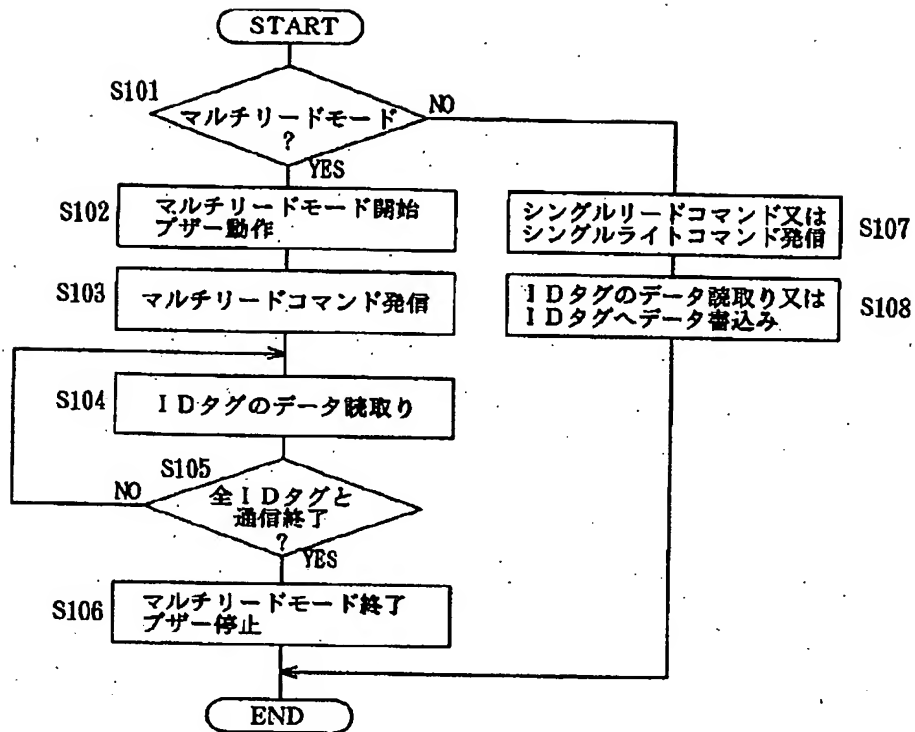 START
S101
マルチリードモード
?
NO
YES
S102
マルチリードモード開始
ブザー動作
シングルリードコマンド又は
シングルライトコマンド発信
S107
S103
マルチリードコマンド発信
IDタグのデータ読取り又は
IDタグへデータ書込み
S108
S104
IDタグのデータ読取り
S105
NO
全IDタグと
通信終了
?
YES
S106
マルチリードモード終了
ブザー停止
END